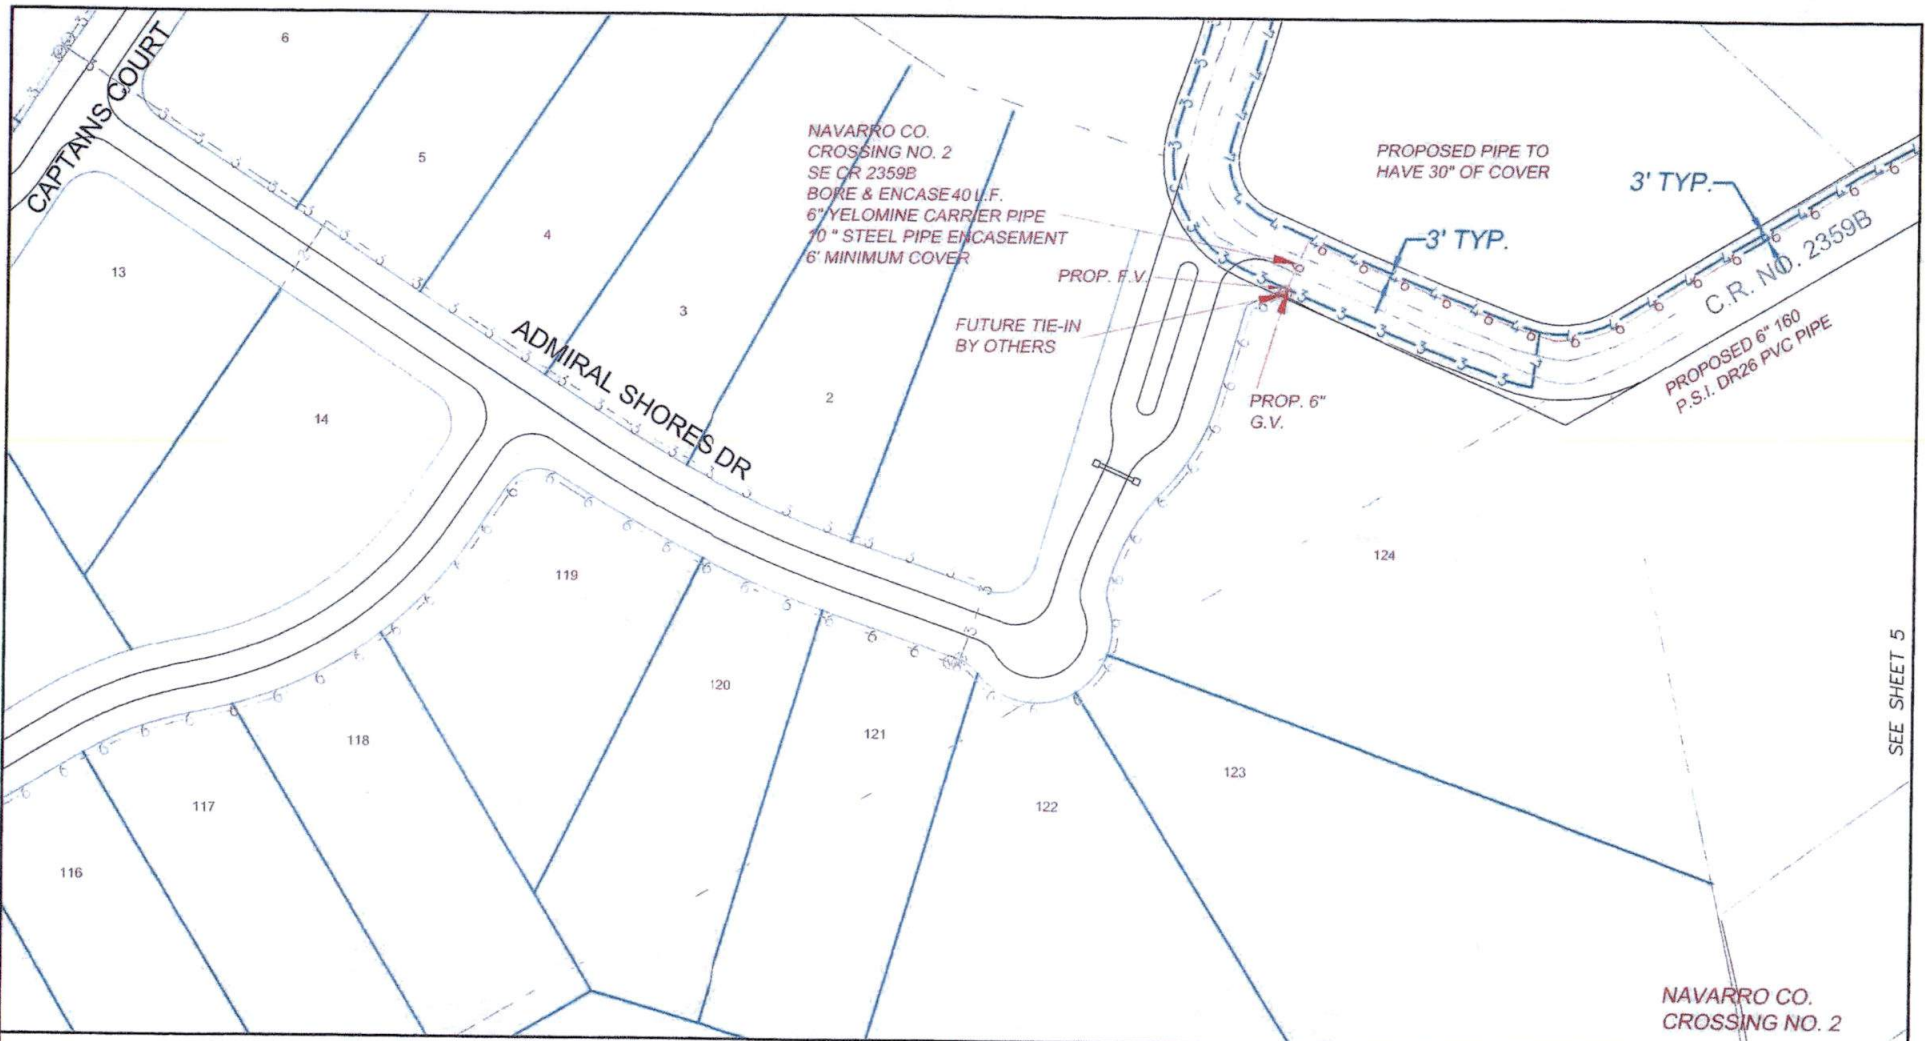 CAPTAINS COURT
6
5
4
3
2
13
14
ADMIRAL SHORES DR
NAVARRO CO.
CROSSING NO. 2
SE CR 2359B
BORE & ENCASE 40 L.F.
6" YELOMINE CARRIER PIPE
10 " STEEL PIPE ENCASEMENT
6' MINIMUM COVER
PROP. F.V.
FUTURE TIE-IN
BY OTHERS
PROP. 6"
G.V.
PROPOSED PIPE TO
HAVE 30" OF COVER
3' TYP.
3' TYP.
C.R. NO. 2359B
PROPOSED 6" 160
P.S.I. DR26 PVC PIPE
124
119
120
121
118
117
116
122
123
SEE SHEET 5
NAVARRO CO.
CROSSING NO. 2